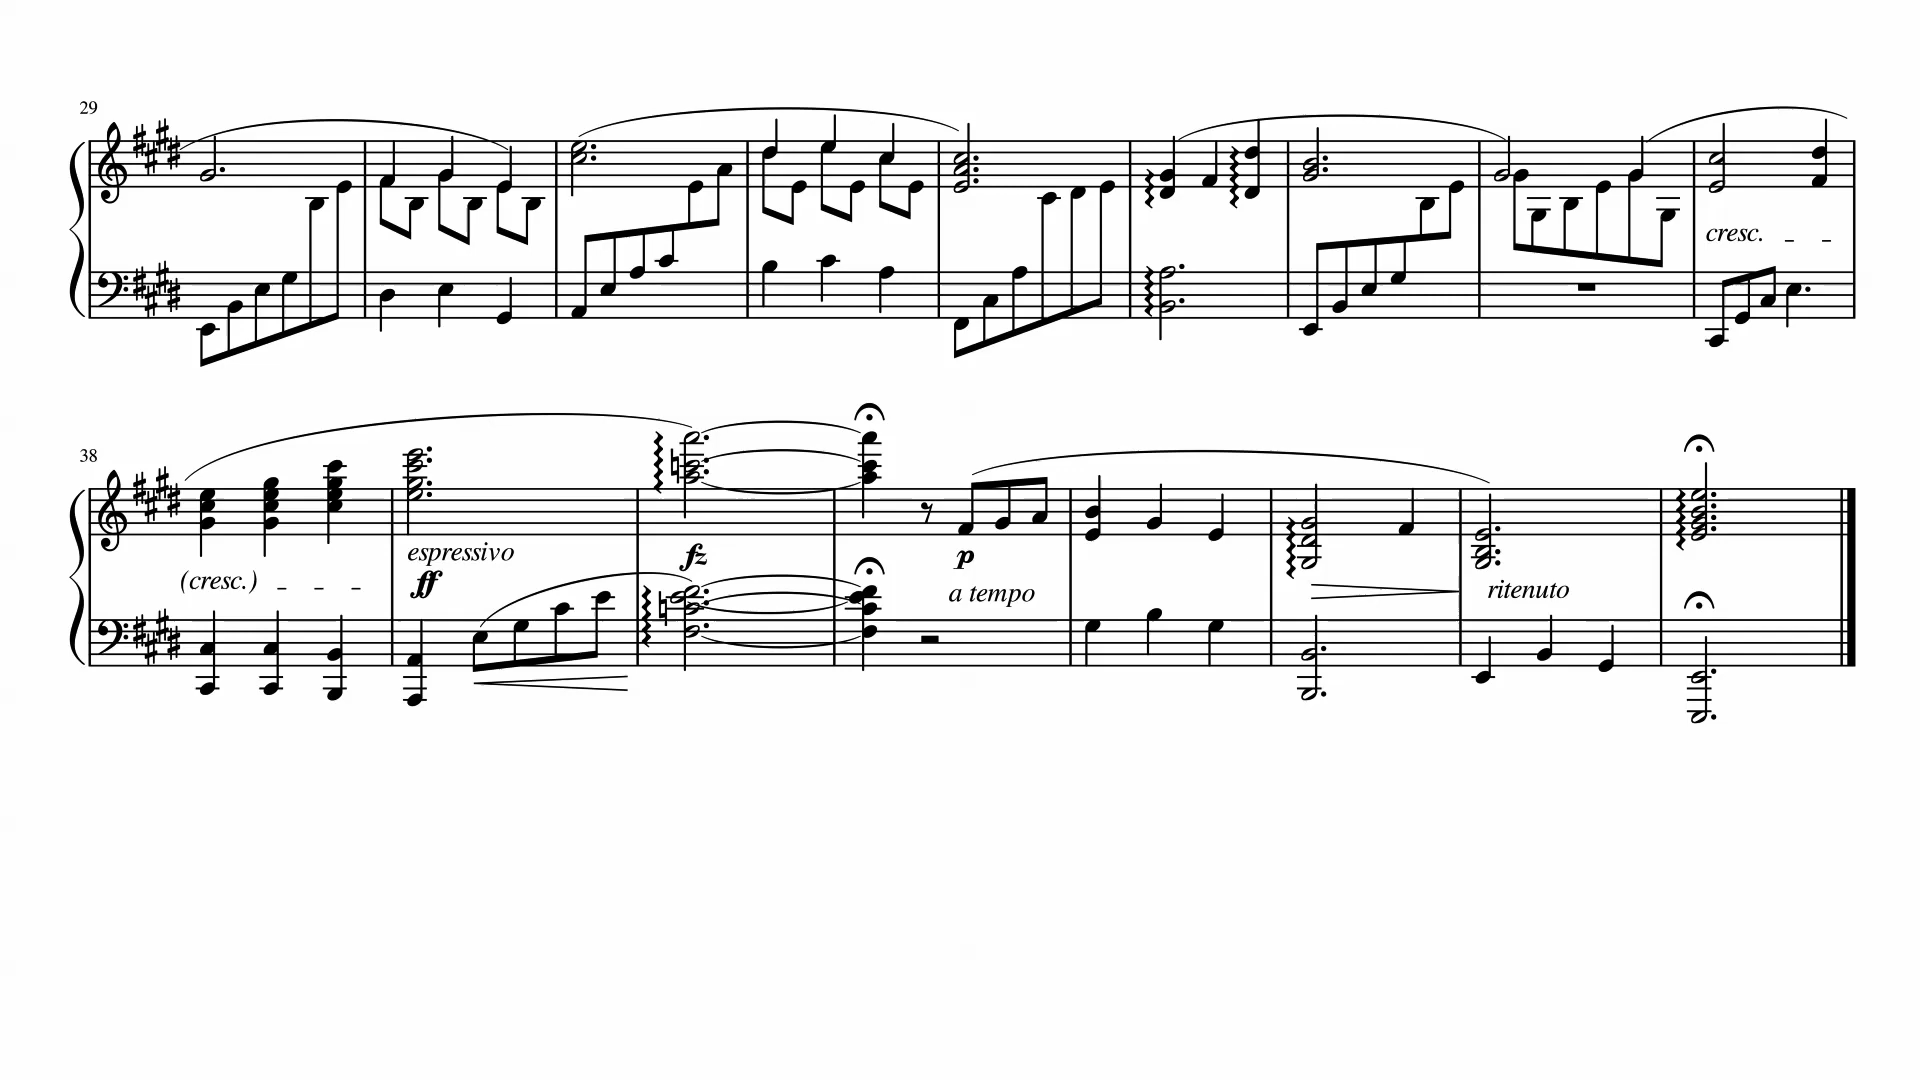 29
cresc.
38
espressivo
fz
p
(cresc.)
ff
a tempo
ritenuto